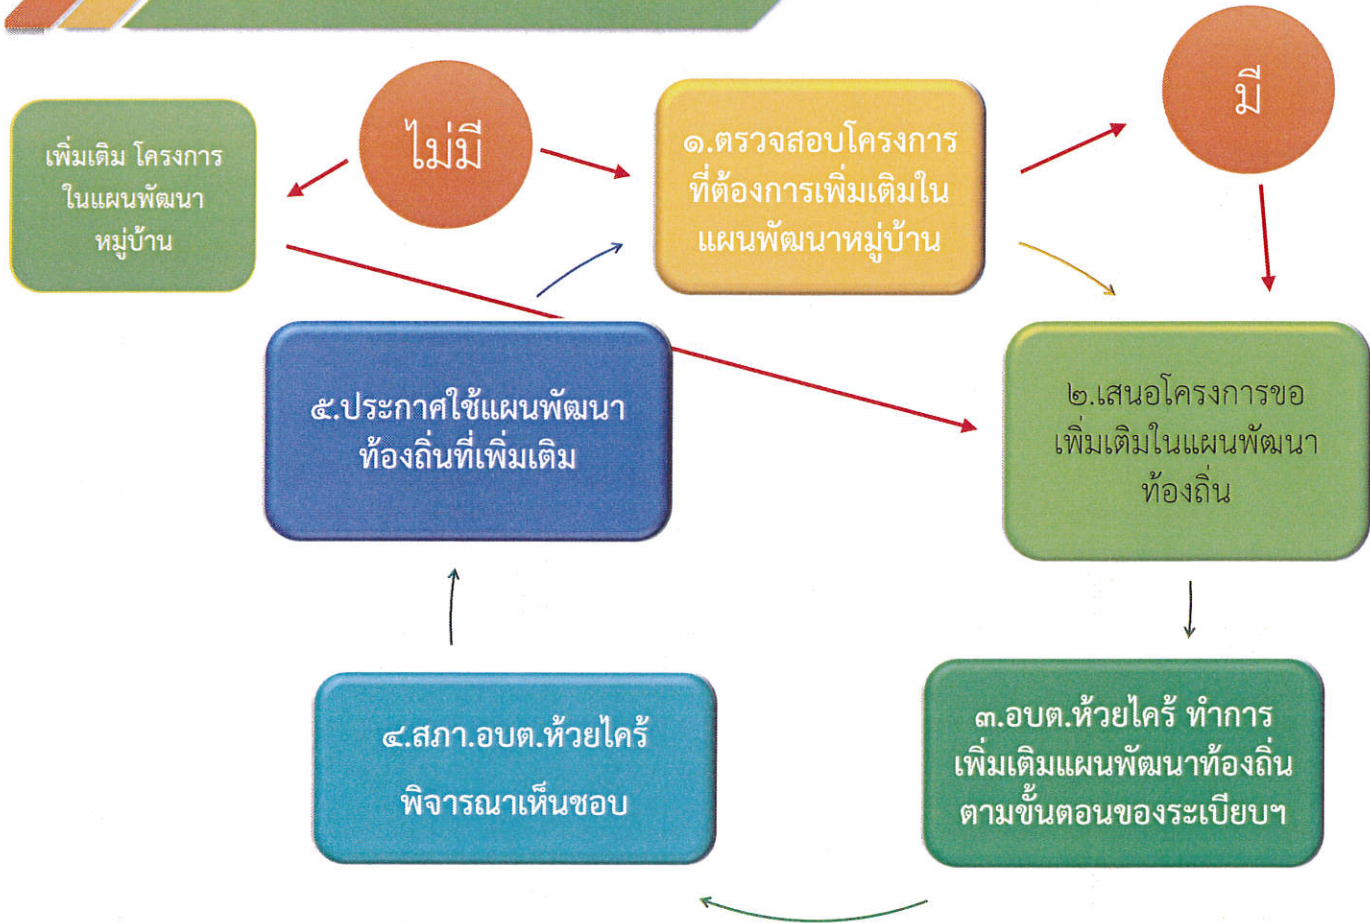 เพิ่มเติม โครงการ
ในแผนพัฒนา
หมู่บ้าน
ไม่มี
๑.ตรวจสอบโครงการ
ที่ต้องการเพิ่มเติมใน
แผนพัฒนาหมู่บ้าน
มี
๒.เสนอโครงการขอ
เพิ่มเติมในแผนพัฒนา
ท้องถิ่น
๓.อบต.ห้วยไคร้ ทำการ
เพิ่มเติมแผนพัฒนาท้องถิ่น
ตามขั้นตอนของระเบียบฯ
๔.สภา.อบต.ห้วยไคร้
พิจารณาเห็นชอบ
๕.ประกาศใช้แผนพัฒนา
ท้องถิ่นที่เพิ่มเติม